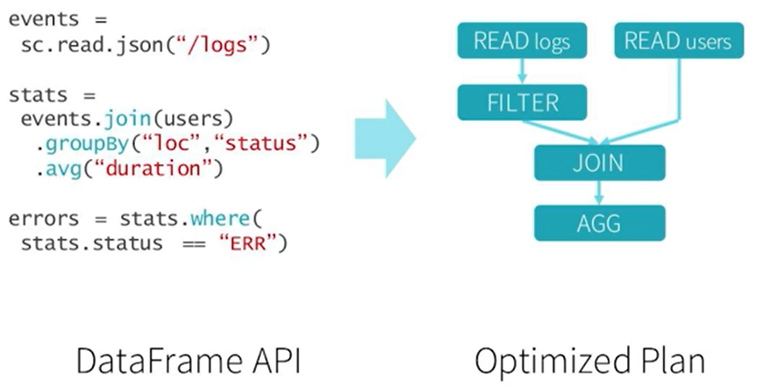 events =
sc.read.json(“/logs”)
stats =
events.join(users)
.groupBy(“loc”,“status”)
.avg(“duration”)
errors = stats.where(
stats.status == “ERR”)
READ logs
READ users
FILTER
JOIN
AGG
DataFrame API
Optimized Plan